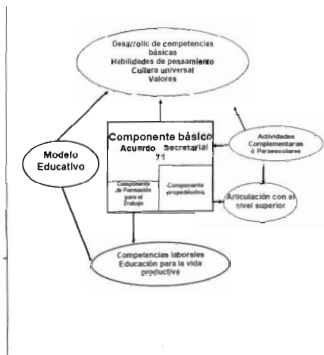 Desarrollo de competencias
básicas
Habilidades de pensamiento
Cultura universal
Valores
Componente básico
Acuerdo Secretarial
71
Modelo
Educativo
Actividades
Complementaras
ó Paraescolares
Componente
de Formación
para el
Trabajo
Componente
propedéutico
Articulación con el
nivel superior
Competencias laborales
Educación para la vida
productiva